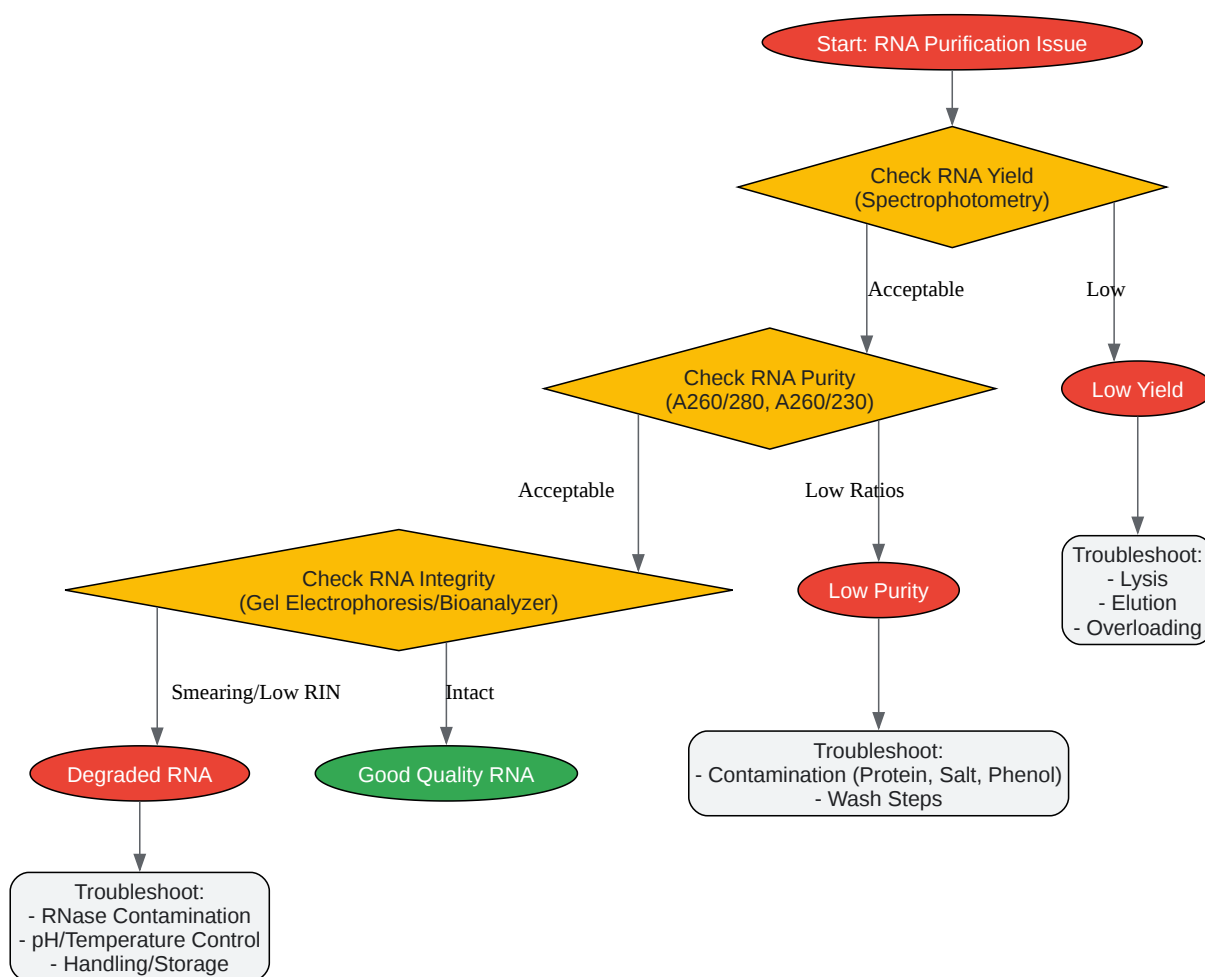 Start: RNA Purification Issue
Check RNA Yield
(Spectrophotometry)
Acceptable
Low
Check RNA Purity
(A260/280, A260/230)
Low Yield
Acceptable
Low Ratios
Troubleshoot:
- Lysis
- Elution
- Overloading
Check RNA Integrity
(Gel Electrophoresis/Bioanalyzer)
Low Purity
Smearing/Low RIN
Intact
Troubleshoot:
- Contamination (Protein, Salt, Phenol)
- Wash Steps
Degraded RNA
Good Quality RNA
Troubleshoot:
- RNase Contamination
- pH/Temperature Control
- Handling/Storage